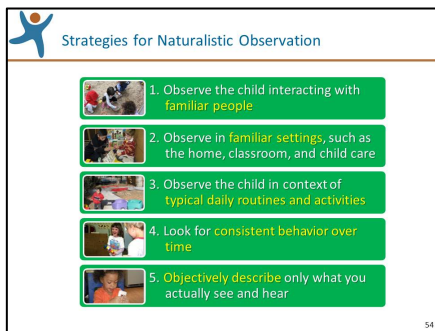 Strategies for Naturalistic Observation
1. Observe the child interacting with
familiar people
2. Observe in familiar settings, such as
the home, classroom, and child care
3. Observe the child in context of
typical daily routines and activities
4. Look for consistent behavior over
time
5. Objectively describe only what you
actually see and hear
54